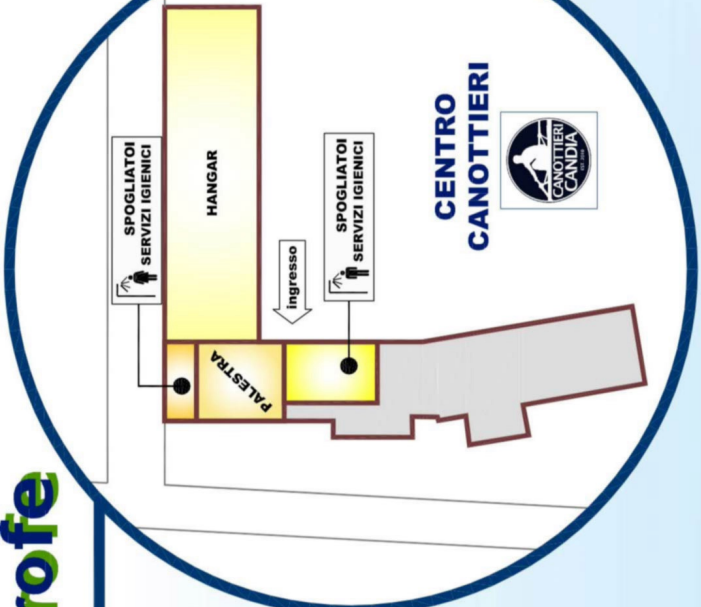 CENTRO
CANOTTIERI
CANOTTIERI
CANDIA
SPOGLIATOI
SERVIZI IGIENICI
HANGAR
SPOGLIATOI
SERVIZI IGIENICI
ingresso
PALESTRA
rofe